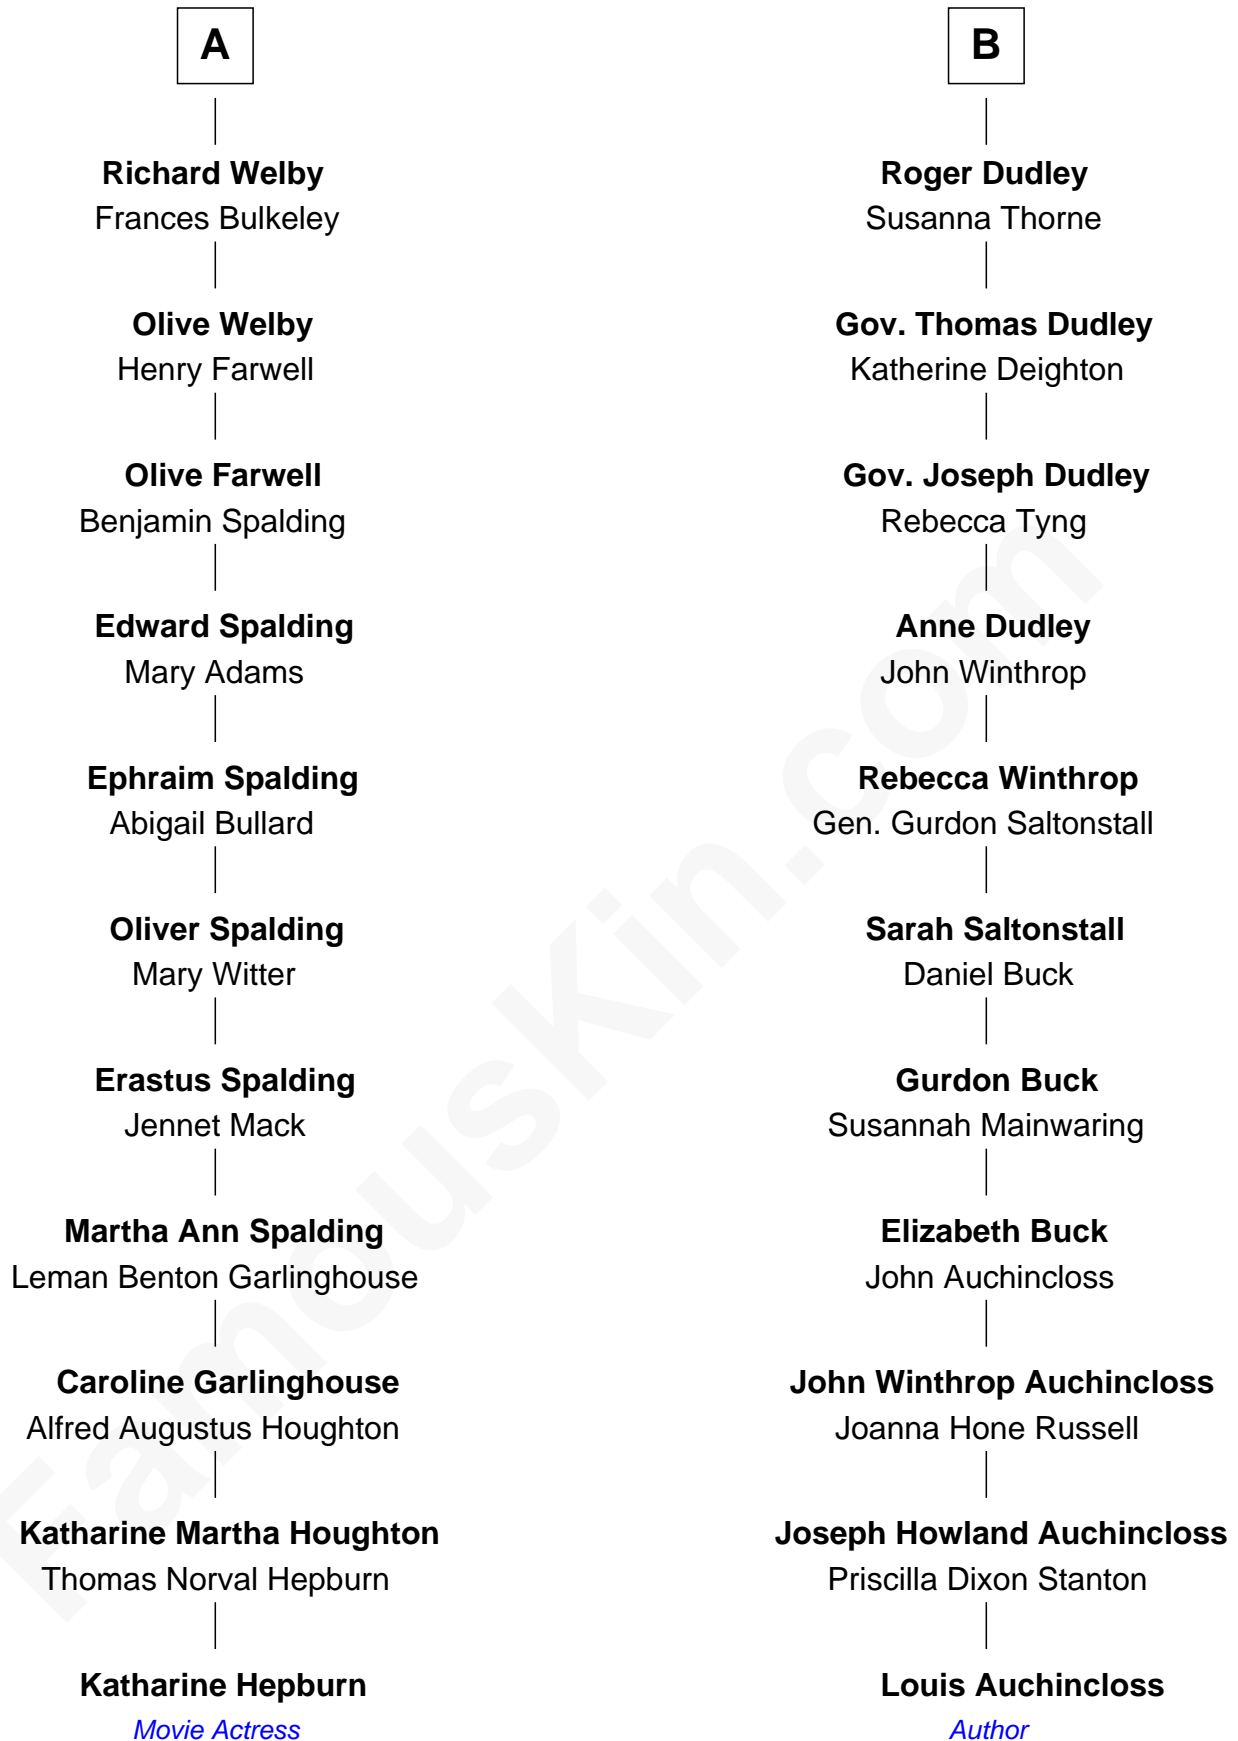 A
Richard Welby
Frances Bulkeley
Olive Welby
Henry Farwell
Olive Farwell
Benjamin Spalding
Edward Spalding
Mary Adams
Ephraim Spalding
Abigail Bullard
Oliver Spalding
Mary Witter
Erastus Spalding
Jennet Mack
Martha Ann Spalding
Leman Benton Garlinghouse
Caroline Garlinghouse
Alfred Augustus Houghton
Katharine Martha Houghton
Thomas Norval Hepburn
Katharine Hepburn
Movie Actress
B
Roger Dudley
Susanna Thorne
Gov. Thomas Dudley
Katherine Deighton
Gov. Joseph Dudley
Rebecca Tyng
Anne Dudley
John Winthrop
Rebecca Winthrop
Gen. Gurdon Saltonstall
Sarah Saltonstall
Daniel Buck
Gurdon Buck
Susannah Mainwaring
Elizabeth Buck
John Auchincloss
John Winthrop Auchincloss
Joanna Hone Russell
Joseph Howland Auchincloss
Priscilla Dixon Stanton
Louis Auchincloss
Author
FamousKin.com